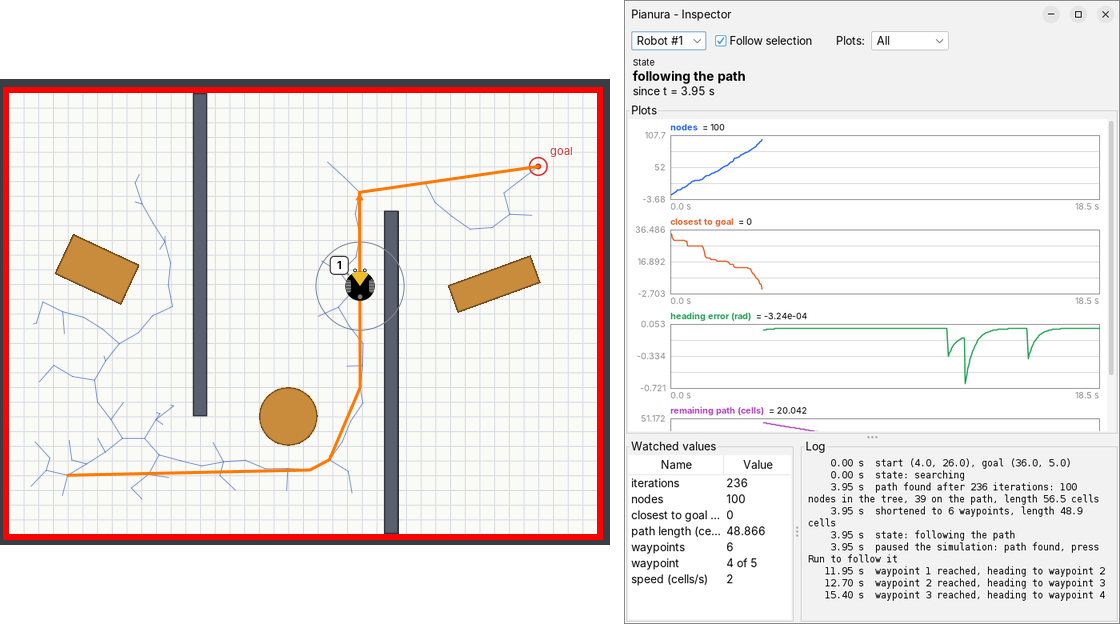 goal
1
Pianura - Inspector
Robot #1
Follow selection
Plots:
All
State
following the path
since t = 3.95 s
Plots
nodes = 100
107.7
52
-3.68
0.0 s
18.5 s
closest to goal = 0
36.486
16.892
-2.703
0.0 s
18.5 s
heading error (rad) = -3.24e-04
0.053
-0.334
-0.721
0.0 s
18.5 s
remaining path (cells) = 20.042
51.172
Watched values
Name Value
iterations 236
nodes 100
closest to goal ... 0
path length (ce... 48.866
waypoints 6
waypoint 4 of 5
speed (cells/s) 2
Log
0.00 s start (4.0, 26.0), goal (36.0, 5.0)
0.00 s state: searching
3.95 s path found after 236 iterations: 100
nodes in the tree, 39 on the path, length 56.5 cells
3.95 s shortened to 6 waypoints, length 48.9
cells
3.95 s state: following the path
3.95 s paused the simulation: path found, press
Run to follow it
11.95 s waypoint 1 reached, heading to waypoint 2
12.70 s waypoint 2 reached, heading to waypoint 3
15.40 s waypoint 3 reached, heading to waypoint 4